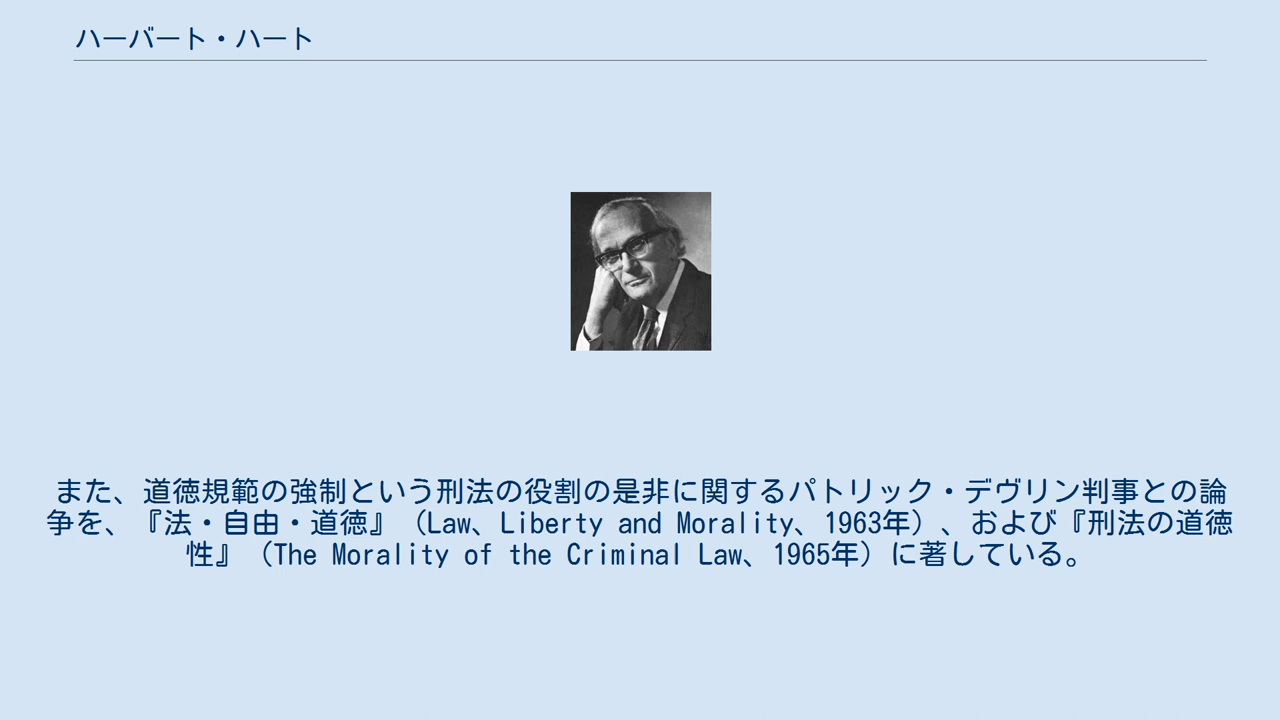 ハーバート・ハート
また、道徳規範の強制という刑法の役割の是非に関するパトリック・デヴリン判事との論
争を、『法・自由・道徳』（Law、Liberty and Morality、1963年）、および『刑法の道徳
性』（The Morality of the Criminal Law、1965年）に著している。